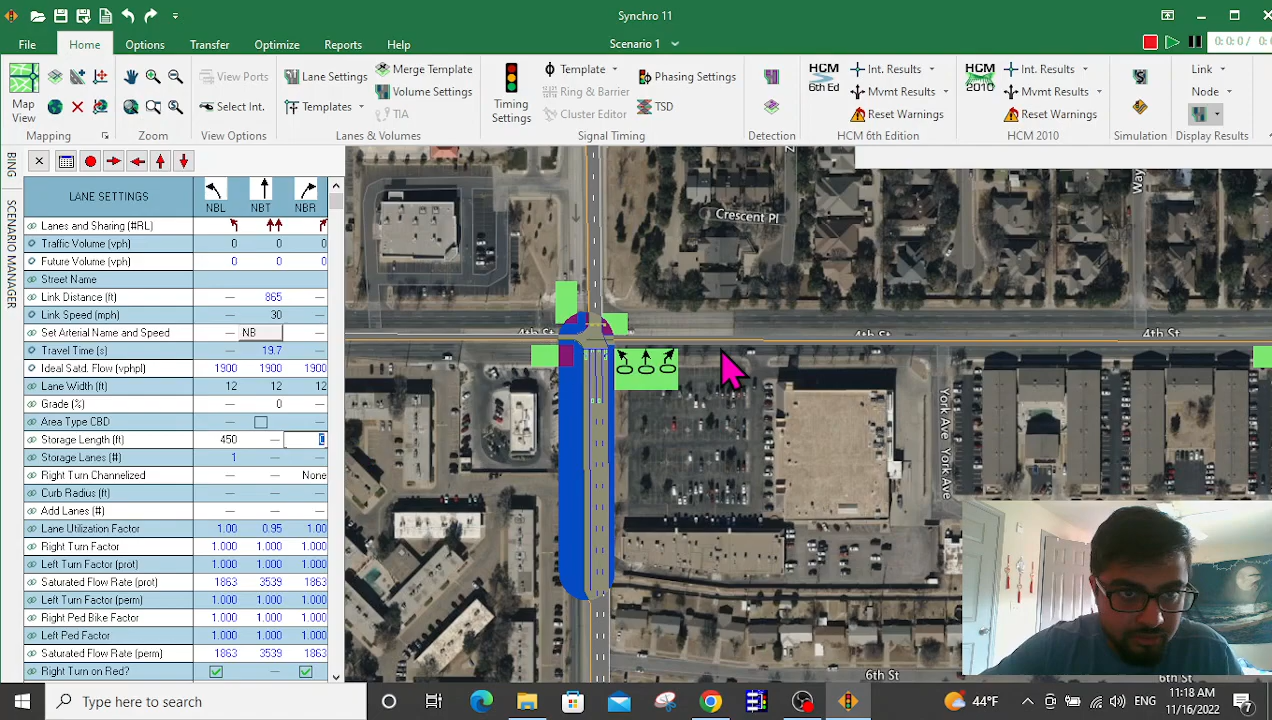 Synchro 11
File Home Options Transfer Optimize Reports Help Scenario 1 0:0:0 /
Map View
Mapping
Zoom
View Ports
Select Int.
View Options
Lane Settings
Merge Template
Volume Settings
Templates
TIA
Lanes & Volumes
Timing Settings
Template
Ring & Barrier
Cluster Editor
Phasing Settings
TSD
Signal Timing
Detection
HCM 6th Ed
Int. Results
Mvmt Results
Reset Warnings
HCM 6th Edition
HCM 2010
Int. Results
Mvmt Results
Reset Warnings
HCM 2010
Simulation
Link
Node
Display Results
BING
SCENARIO MANAGER
LANE SETTINGS NBL NBT NBR
Lanes and Sharing (#RL)
Traffic Volume (vph) 0 0 0
Future Volume (vph) 0 0 0
Street Name
Link Distance (ft) — 865 —
Link Speed (mph) — 30 —
Set Arterial Name and Speed — NB —
Travel Time (s) — 19.7 —
Ideal Satd. Flow (vphpl) 1900 1900 1900
Lane Width (ft) 12 12 12
Grade (%) — 0 —
Area Type CBD — —
Storage Length (ft) 450 — 0
Storage Lanes (#) 1 — —
Right Turn Channelized — — None
Curb Radius (ft) — — —
Add Lanes (#) — — —
Lane Utilization Factor 1.00 0.95 1.00
Right Turn Factor 1.000 1.000 1.000
Left Turn Factor (prot) 1.000 1.000 1.000
Saturated Flow Rate (prot) 1863 3539 1863
Left Turn Factor (perm) 1.000 1.000 1.000
Right Ped Bike Factor 1.000 1.000 1.000
Left Ped Factor 1.000 1.000 1.000
Saturated Flow Rate (perm) 1863 3539 1863
Right Turn on Red? —
Crescent Pl
Way
4th St 4th St 4th St
York Ave York Ave
6th St 6th St
Type here to search
44°F
ENG
11:18 AM
11/16/2022
7